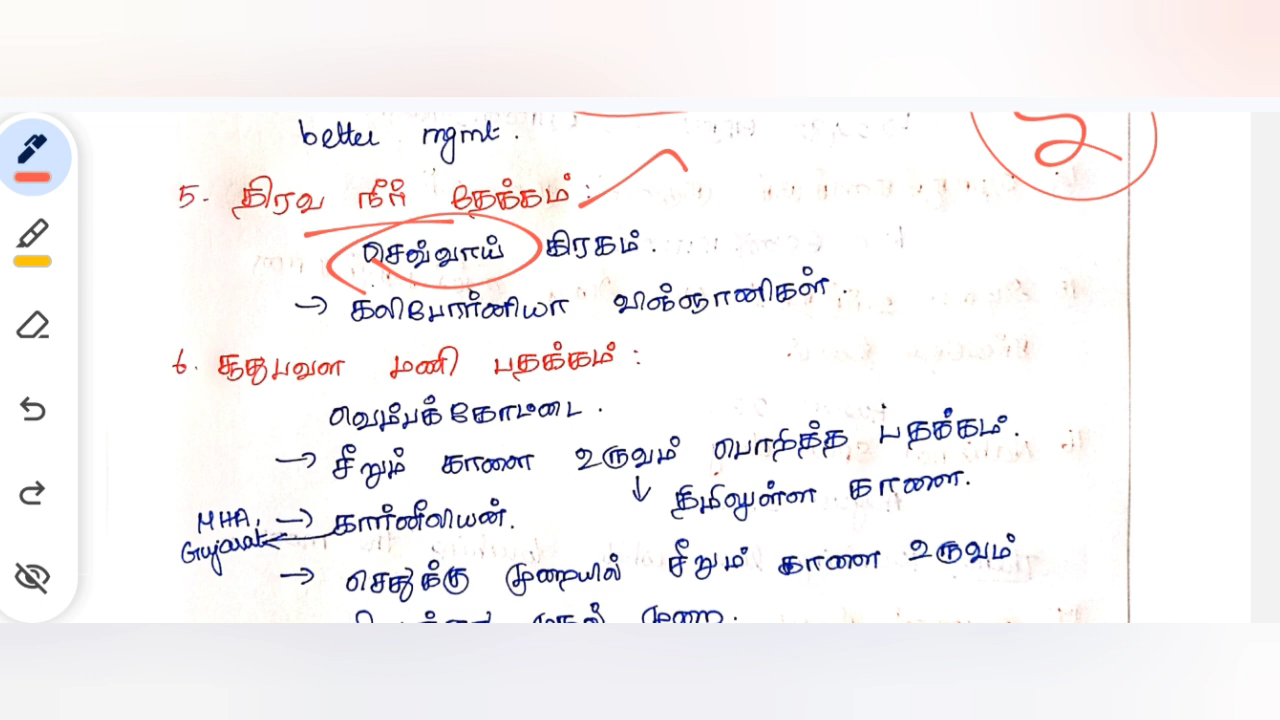 better mgmt.
5. திரவ நீர் தேக்கம் :
செவ்வாய் கிரகம்.
→ கலிபோர்னியா விஞ்ஞானிகள்.
6. சூதுபவள மணி பதக்கம் :
வெம்பக்கோட்டை.
→ சீறும் காளை உருவம் பொறித்த பதக்கம்.
↓ திமிலுள்ள காளை.
MHA, Gujarat ← → கார்னீலியன்.
→ செதுக்கு முறையில் சீறும் காளை உருவம்